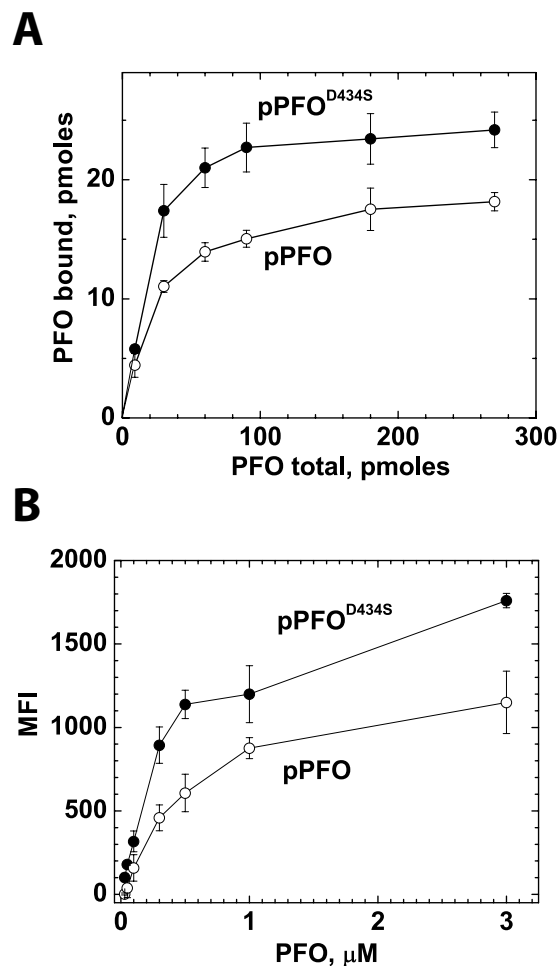 A
pPFO^D434S
pPFO
PFO bound, pmoles
20
10
0
0 100 200 300
PFO total, pmoles
B
2000
1500
1000
500
0
MFI
pPFO^D434S
pPFO
0 1 2 3
PFO, μM